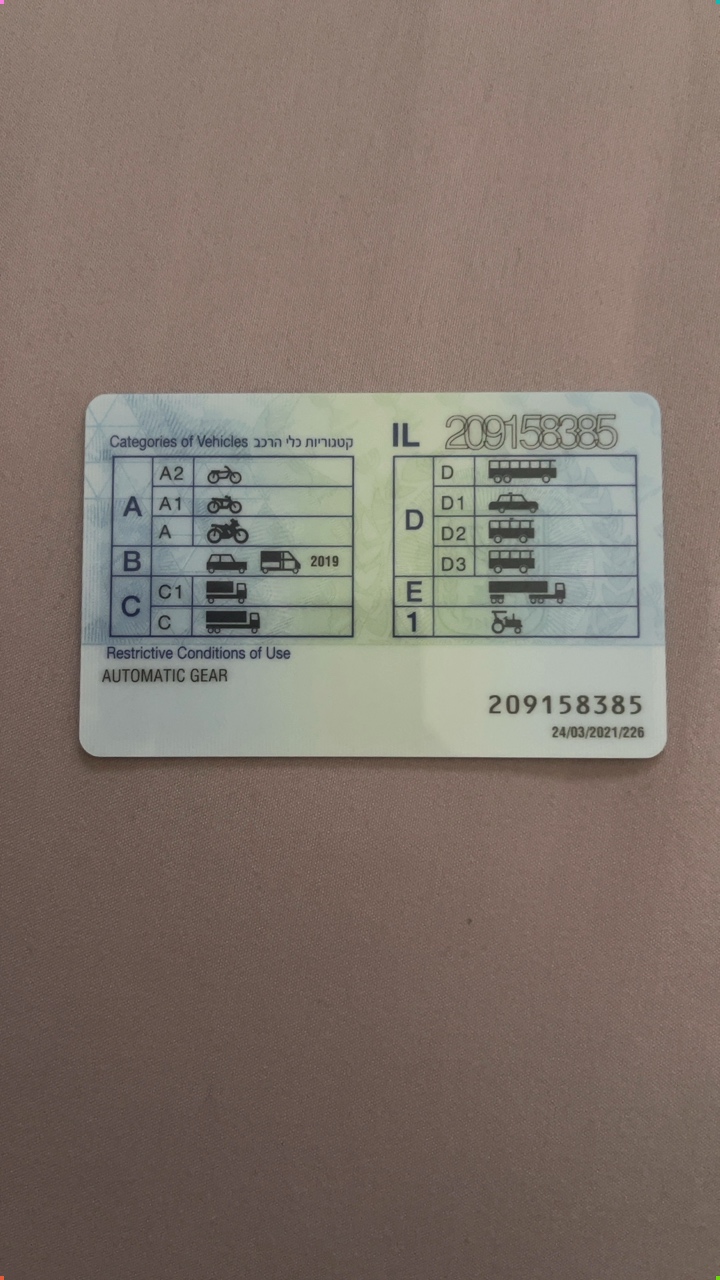 Categories of Vehicles קטגוריות כלי הרכב
IL 209158385
A
A2
A1
A
B 2019
C
C1
C
D
D
D1
D2
D3
E
1
Restrictive Conditions of Use
AUTOMATIC GEAR
209158385
24/03/2021/226